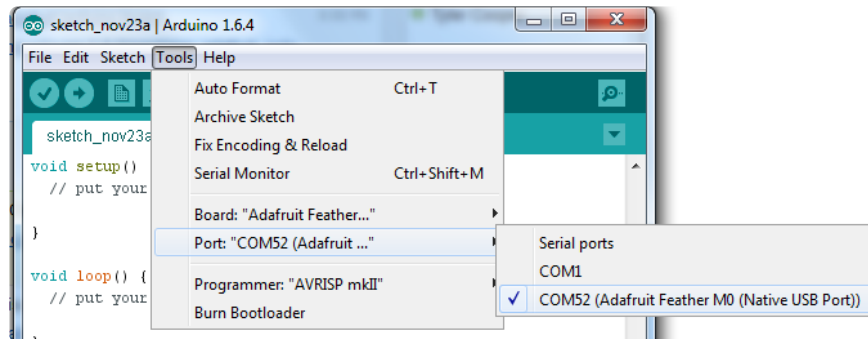 sketch_nov23a | Arduino 1.6.4
File Edit Sketch Tools Help
sketch_nov23a
Auto Format Ctrl+T
Archive Sketch
Fix Encoding & Reload
Serial Monitor Ctrl+Shift+M
Board: "Adafruit Feather..."
Port: "COM52 (Adafruit ..."
Programmer: "AVRISP mkII"
Burn Bootloader
Serial ports
COM1
COM52 (Adafruit Feather M0 (Native USB Port))
void setup()
// put your
}
void loop() {
// put your